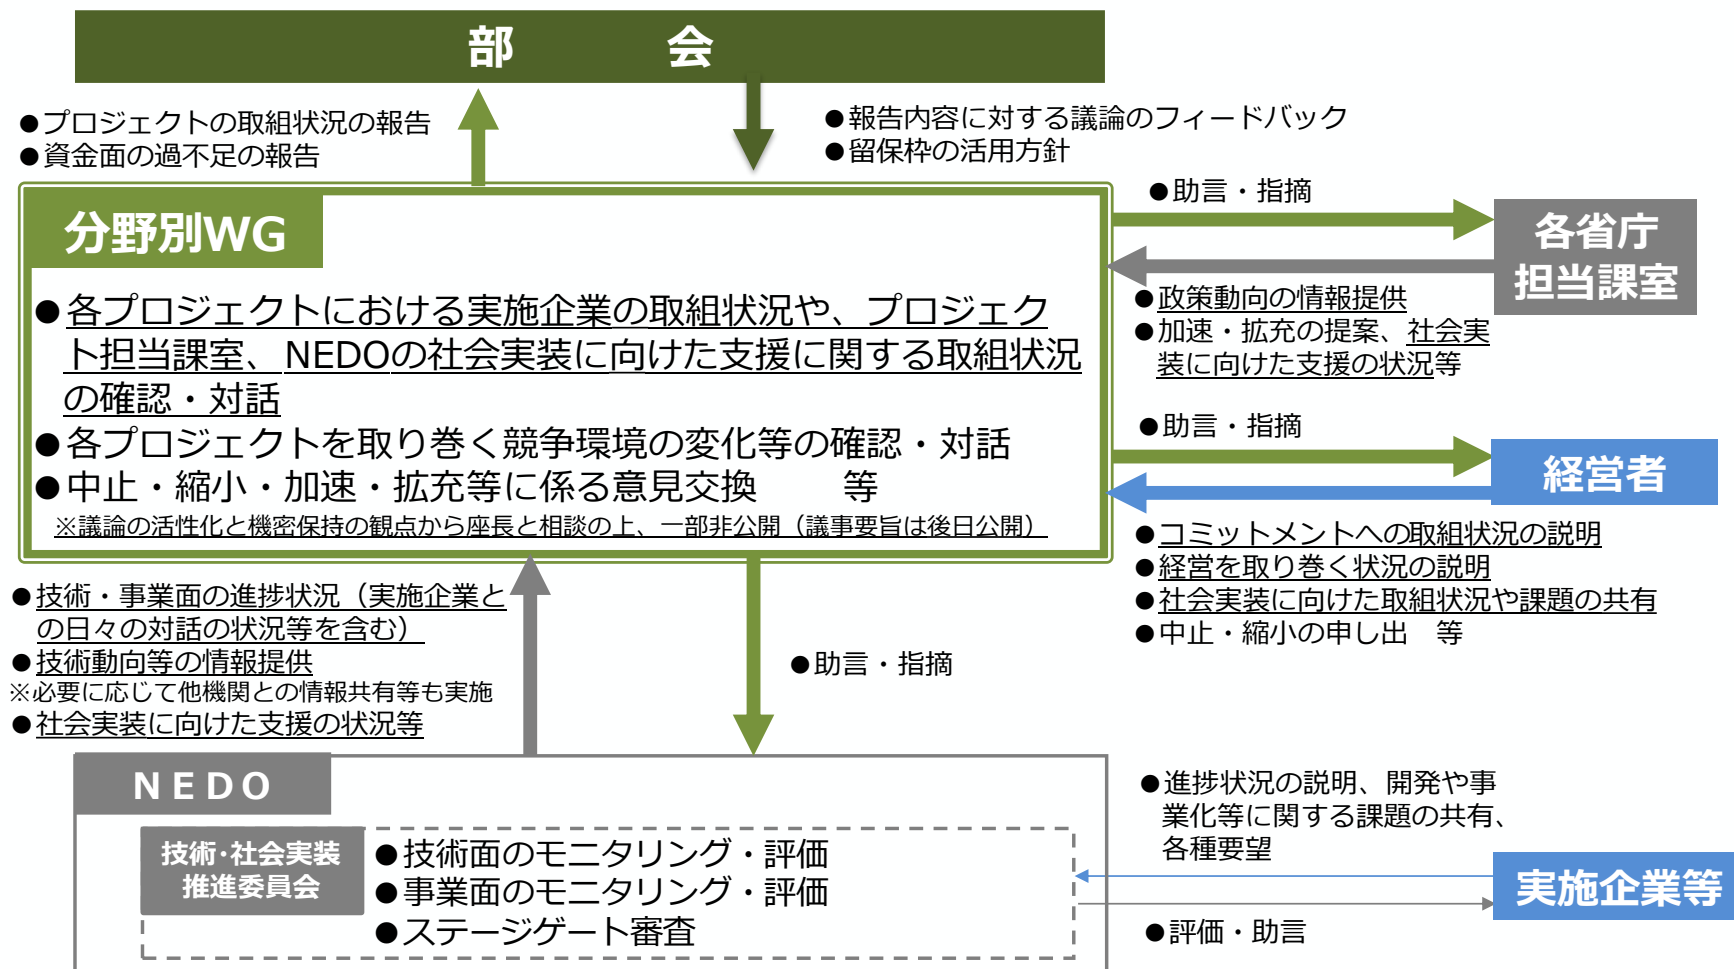 部　会
●プロジェクトの取組状況の報告
●資金面の過不足の報告
●報告内容に対する議論のフィードバック
●留保枠の活用方針
分野別WG
●各プロジェクトにおける実施企業の取組状況や、プロジェク
ト担当課室、NEDOの社会実装に向けた支援に関する取組状況
の確認・対話
●各プロジェクトを取り巻く競争環境の変化等の確認・対話
●中止・縮小・加速・拡充等に係る意見交換　等
※議論の活性化と機密保持の観点から座長と相談の上、一部非公開（議事要旨は後日公開）
●助言・指摘
各省庁
担当課室
●政策動向の情報提供
●加速・拡充の提案、社会実
装に向けた支援の状況等
●助言・指摘
経営者
●コミットメントへの取組状況の説明
●経営を取り巻く状況の説明
●社会実装に向けた取組状況や課題の共有
●中止・縮小の申し出　等
●技術・事業面の進捗状況（実施企業と
の日々の対話の状況等を含む）
●技術動向等の情報提供
※必要に応じて他機関との情報共有等も実施
●社会実装に向けた支援の状況等
●助言・指摘
NEDO
技術・社会実装
推進委員会
●技術面のモニタリング・評価
●事業面のモニタリング・評価
●ステージゲート審査
●進捗状況の説明、開発や事
業化等に関する課題の共有、
各種要望
実施企業等
●評価・助言